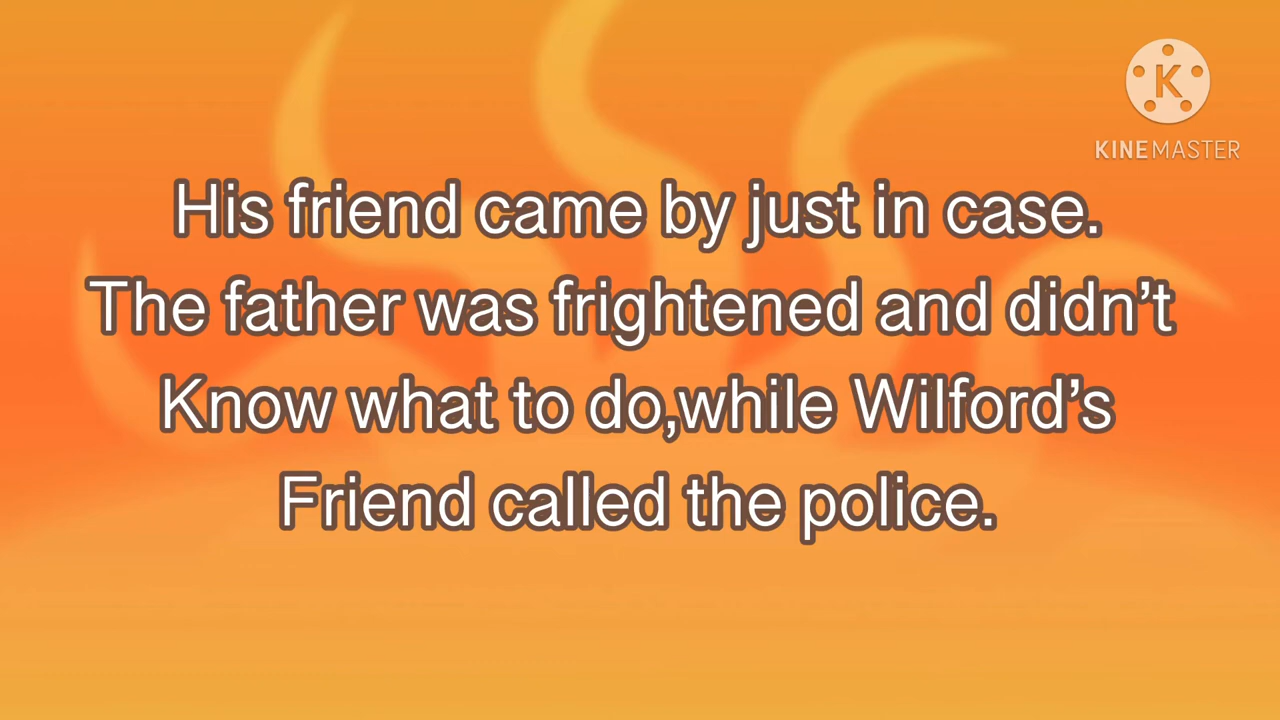 K
KINEMASTER
His friend came by just in case.
The father was frightened and didn’t
Know what to do,while Wilford’s
Friend called the police.